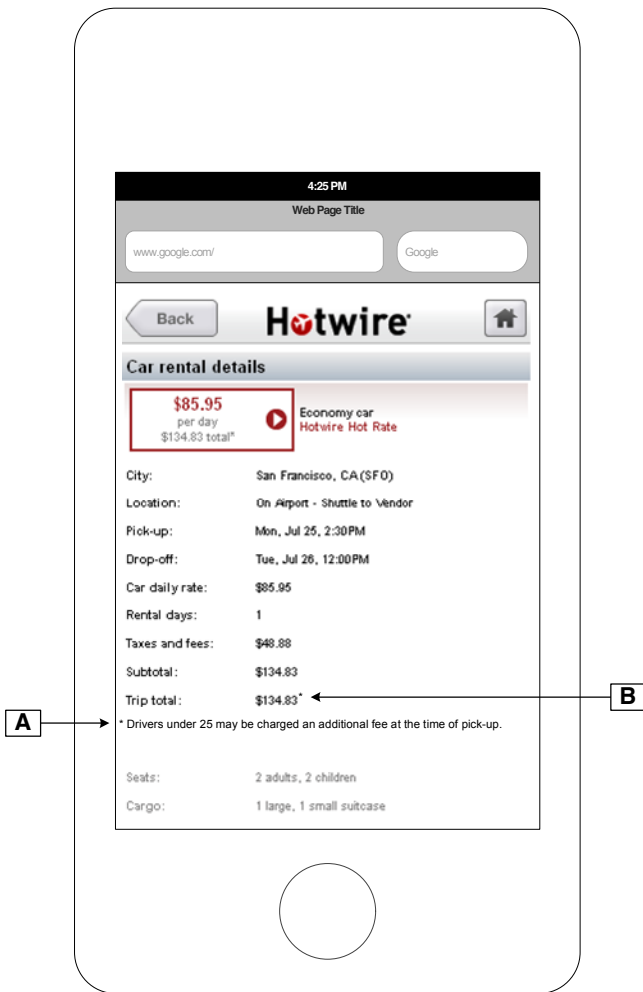 4:25 PM
Web Page Title
www.google.com/ Google
Back Hotwire
Car rental details
$85.95
per day
$134.83 total*
Economy car
Hotwire Hot Rate
City: San Francisco, CA(SFO)
Location: On Airport - Shuttle to Vendor
Pick-up: Mon, Jul 25, 2:30PM
Drop-off: Tue, Jul 26, 12:00PM
Car daily rate: $85.95
Rental days: 1
Taxes and fees: $48.88
Subtotal: $134.83
Trip total: $134.83* B
A * Drivers under 25 may be charged an additional fee at the time of pick-up.
Seats: 2 adults, 2 children
Cargo: 1 large, 1 small suitcase